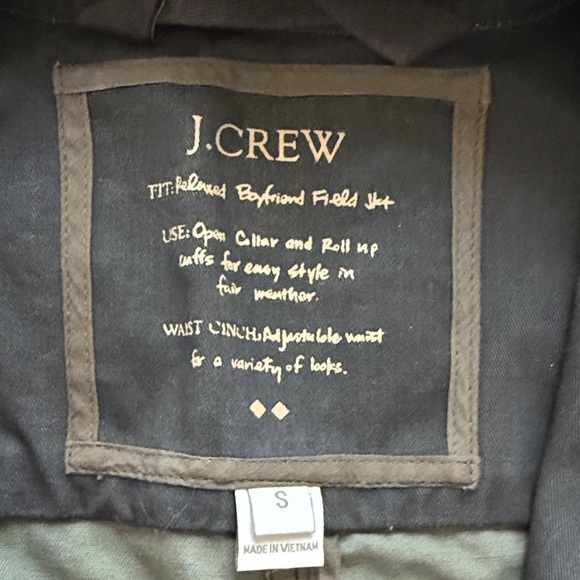 J.CREW
FIT: Relaxed Boyfriend Field Jkt
USE: Open Collar and Roll up
cuffs for easy style in
fair weather.
WAIST CINCH: Adjustable waist
for a variety of looks.
S
MADE IN VIETNAM